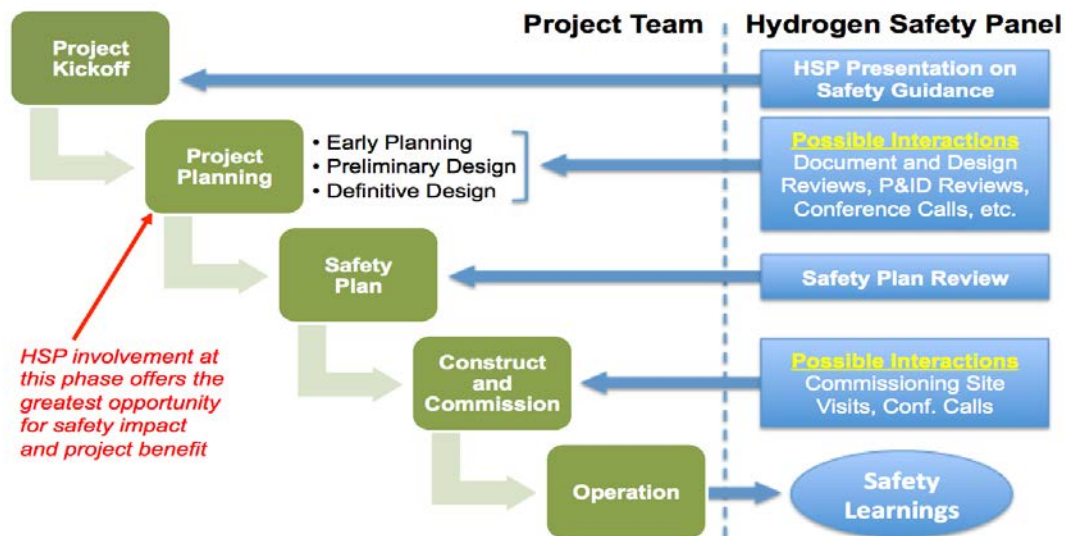 Project Team
Hydrogen Safety Panel
Project
Kickoff
HSP Presentation on
Safety Guidance
Project
Planning
• Early Planning
• Preliminary Design
• Definitive Design
Possible Interactions
Document and Design
Reviews, P&ID Reviews,
Conference Calls, etc.
Safety
Plan
Safety Plan Review
HSP involvement at
this phase offers the
greatest opportunity
for safety impact
and project benefit
Construct
and
Commission
Possible Interactions
Commissioning Site
Visits, Conf. Calls
Operation
Safety
Learnings